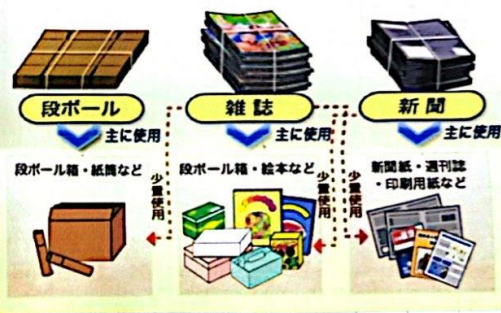 段ボール
雑誌
新聞
主に使用
主に使用
主に使用
段ボール箱・紙筒など
少量使用
段ボール箱・絵本など
少量使用
少量使用
新聞紙・週刊誌
・印刷用紙など